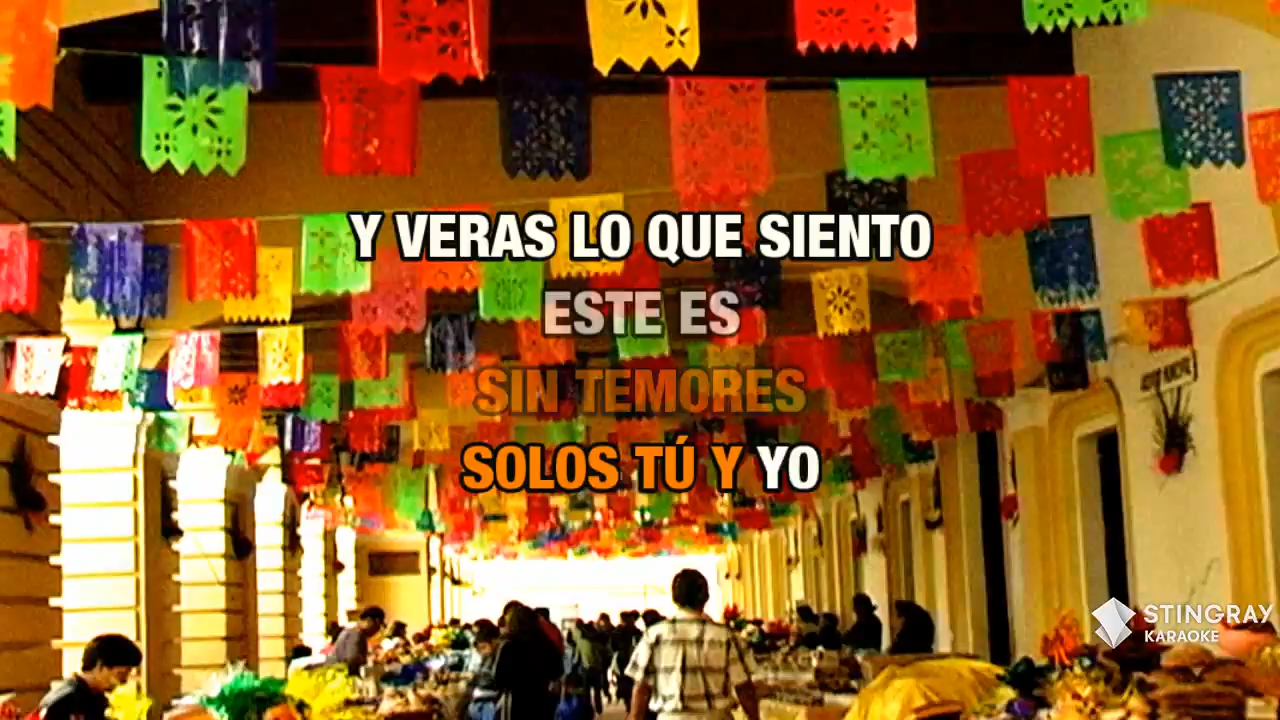 Y VERAS LO QUE SIENTO
ESTE ES
SIN TEMORES
SOLOS TÚ Y YO
STINGRAY
KARAOKE